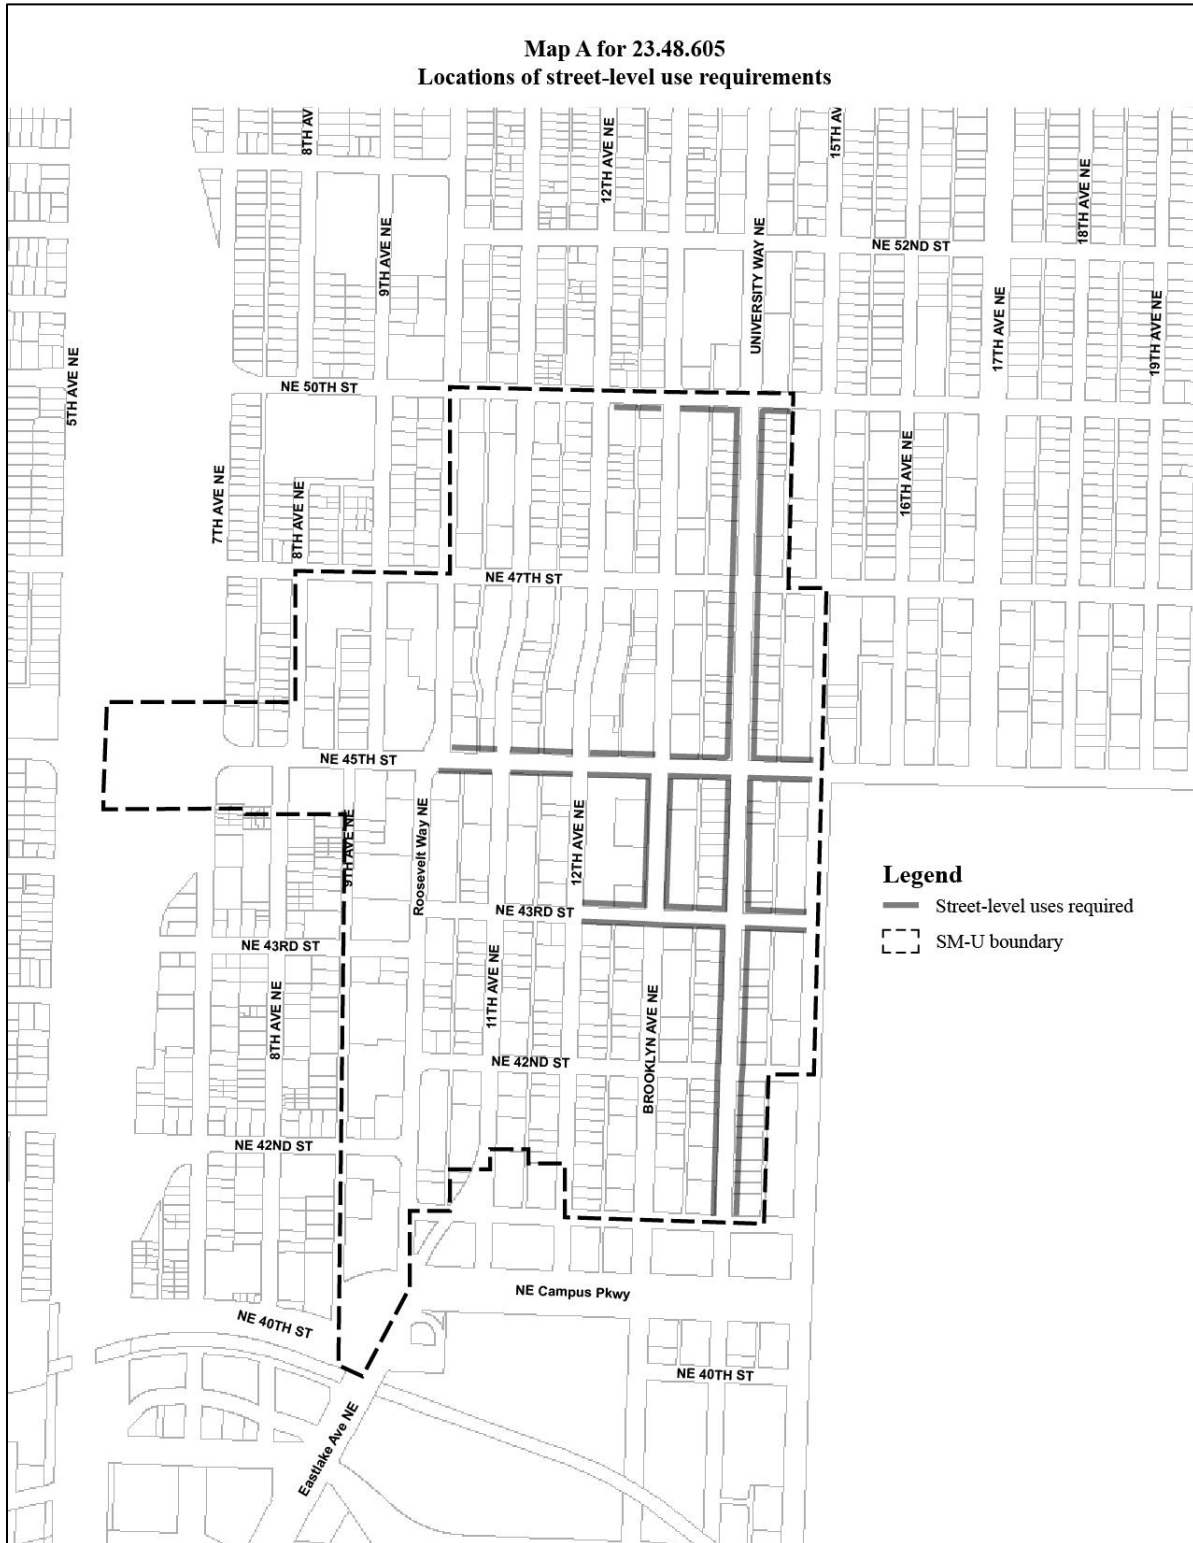 Map A for 23.48.605
Locations of street-level use requirements
8TH AV
12TH AVE NE
15TH AV
18TH AVE NE
9TH AVE NE
UNIVERSITY WAY NE
NE 52ND ST
17TH AVE NE
19TH AVE NE
5TH AVE NE
NE 50TH ST
16TH AVE NE
7TH AVE NE
8TH AVE NE
NE 47TH ST
NE 45TH ST
9TH AVE NE
Roosevelt Way NE
12TH AVE NE
Legend
Street-level uses required
SM-U boundary
NE 43RD ST
NE 43RD ST
8TH AVE NE
11TH AVE NE
BROOKLYN AVE NE
NE 42ND ST
NE 42ND ST
NE Campus Pkwy
NE 40TH ST
NE 40TH ST
Eastlake Ave NE